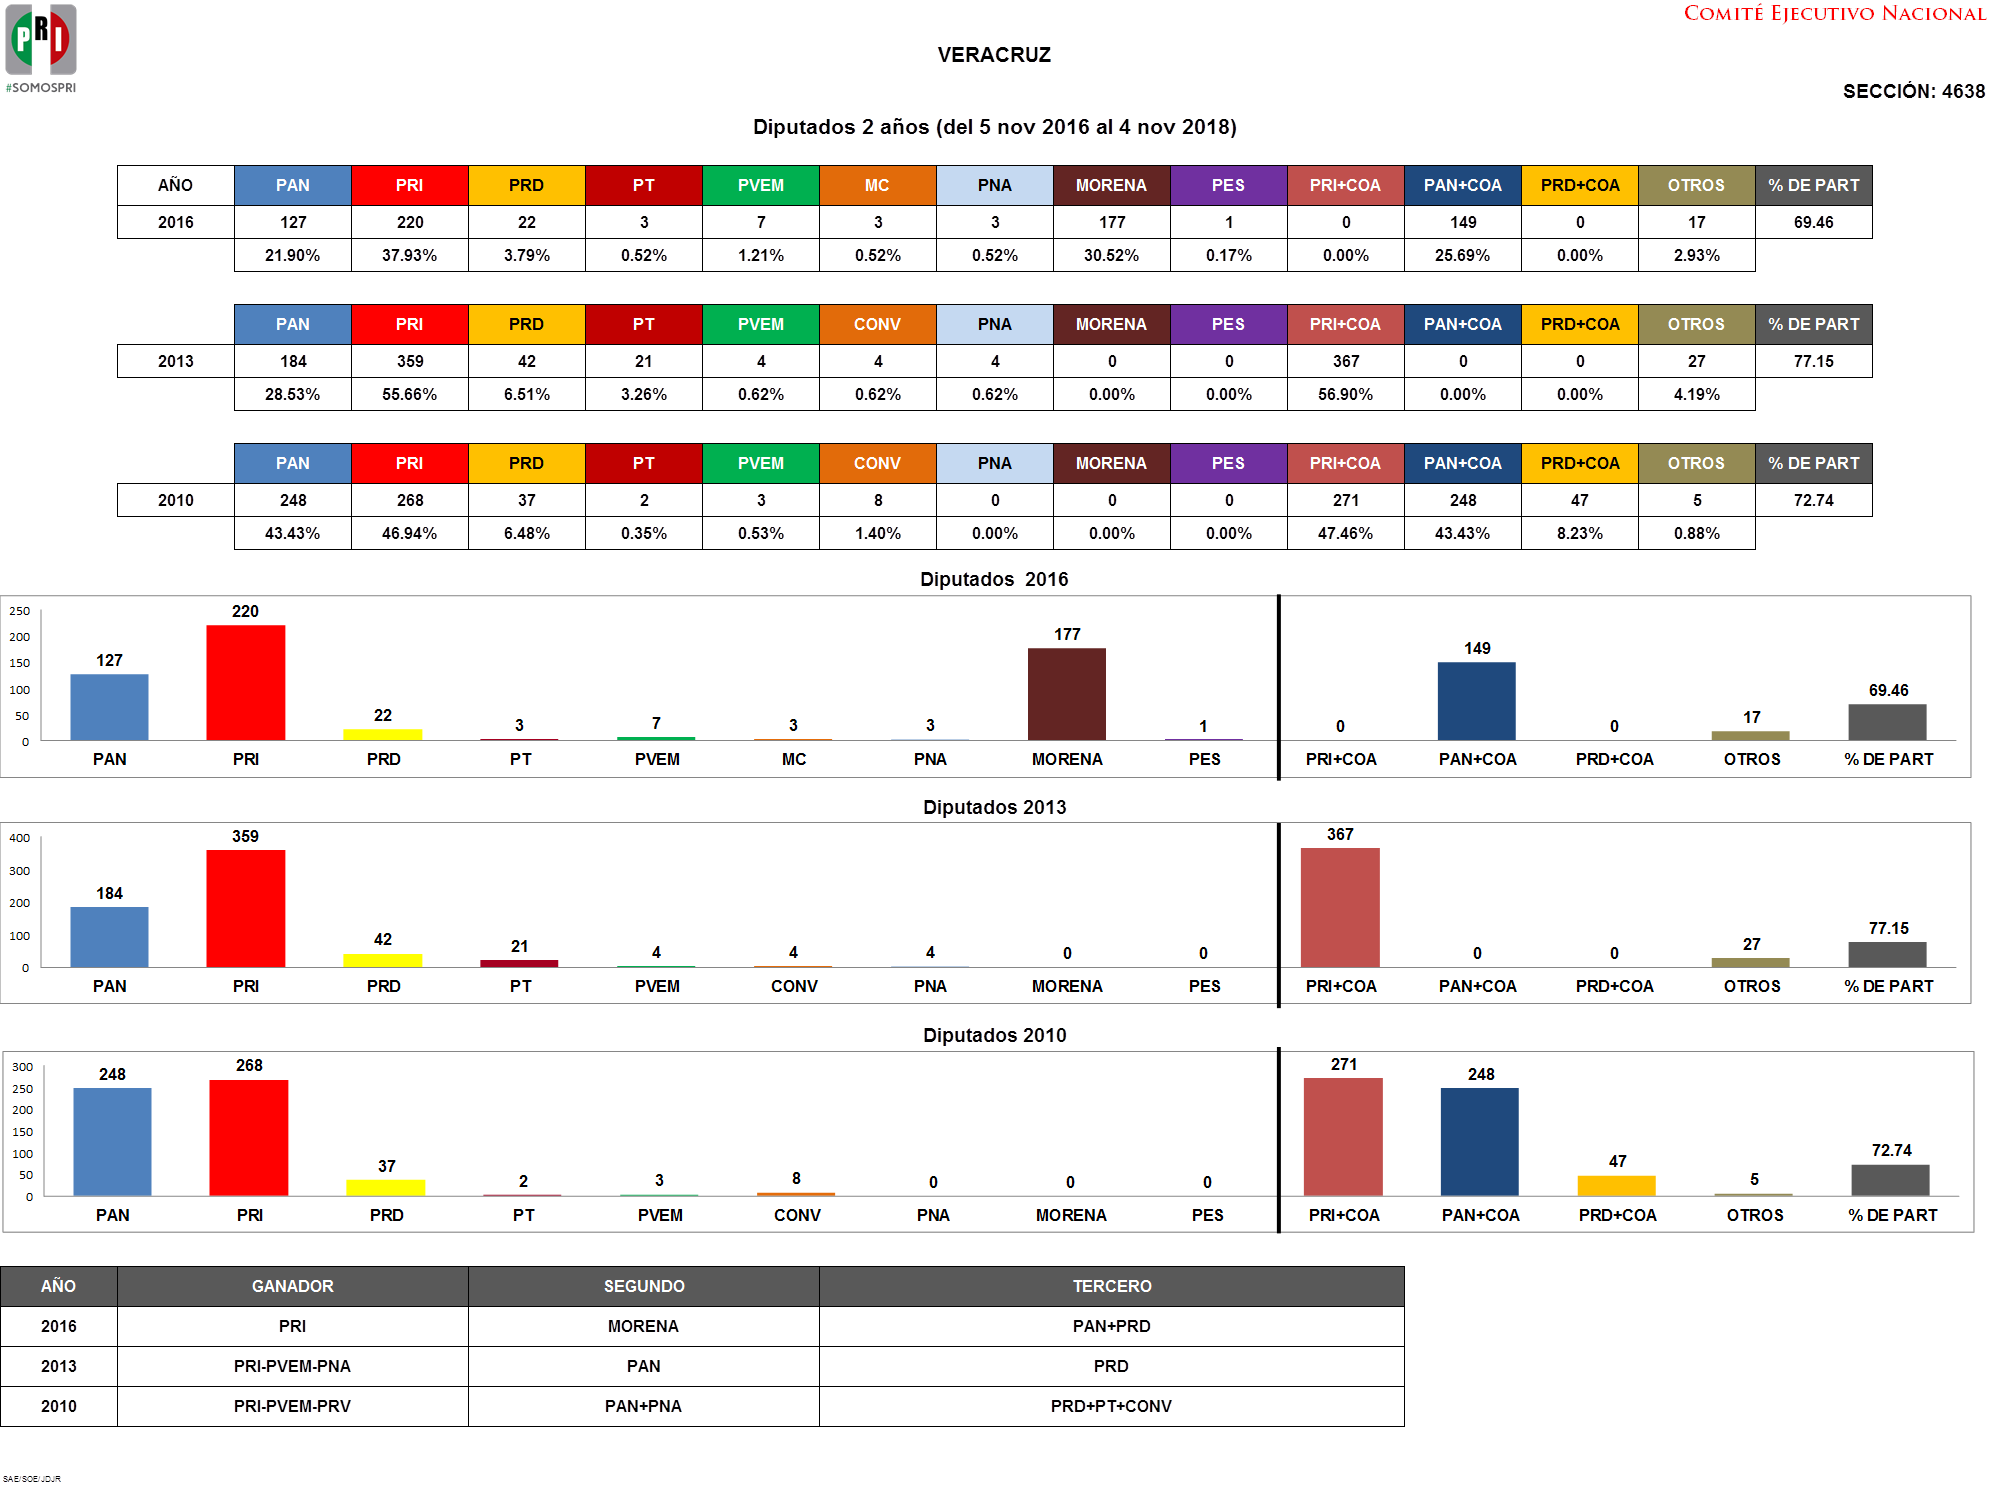 PRI
#SOMOSPRI
COMITÉ EJECUTIVO NACIONAL
VERACRUZ
SECCIÓN: 4638
Diputados 2 años (del 5 nov 2016 al 4 nov 2018)
AÑO PAN PRI PRD PT PVEM MC PNA MORENA PES PRI+COA PAN+COA PRD+COA OTROS % DE PART
2016 127 220 22 3 7 3 3 177 1 0 149 0 17 69.46
21.90% 37.93% 3.79% 0.52% 1.21% 0.52% 0.52% 30.52% 0.17% 0.00% 25.69% 0.00% 2.93%
PAN PRI PRD PT PVEM CONV PNA MORENA PES PRI+COA PAN+COA PRD+COA OTROS % DE PART
2013 184 359 42 21 4 4 4 0 0 367 0 0 27 77.15
28.53% 55.66% 6.51% 3.26% 0.62% 0.62% 0.62% 0.00% 0.00% 56.90% 0.00% 0.00% 4.19%
PAN PRI PRD PT PVEM CONV PNA MORENA PES PRI+COA PAN+COA PRD+COA OTROS % DE PART
2010 248 268 37 2 3 8 0 0 0 271 248 47 5 72.74
43.43% 46.94% 6.48% 0.35% 0.53% 1.40% 0.00% 0.00% 0.00% 47.46% 43.43% 8.23% 0.88%
Diputados 2016
250
200
150
100
50
0
127 220 22 3 7 3 3 177 1 0 149 0 17 69.46
PAN PRI PRD PT PVEM MC PNA MORENA PES PRI+COA PAN+COA PRD+COA OTROS % DE PART
Diputados 2013
400
300
200
100
0
184 359 42 21 4 4 4 0 0 367 0 0 27 77.15
PAN PRI PRD PT PVEM CONV PNA MORENA PES PRI+COA PAN+COA PRD+COA OTROS % DE PART
Diputados 2010
300
250
200
150
100
50
0
248 268 37 2 3 8 0 0 0 271 248 47 5 72.74
PAN PRI PRD PT PVEM CONV PNA MORENA PES PRI+COA PAN+COA PRD+COA OTROS % DE PART
AÑO GANADOR SEGUNDO TERCERO
2016 PRI MORENA PAN+PRD
2013 PRI-PVEM-PNA PAN PRD
2010 PRI-PVEM-PRV PAN+PNA PRD+PT+CONV
SAE/SOE/JDJR